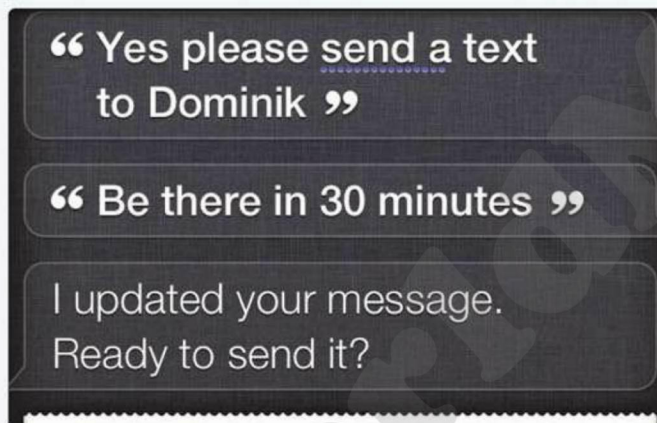 “ Yes please send a text
to Dominik ”
“ Be there in 30 minutes ”
I updated your message.
Ready to send it?